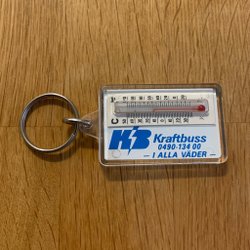 F
C
KB Kraftbuss
0490-134 00
- I ALLA VÄDER -